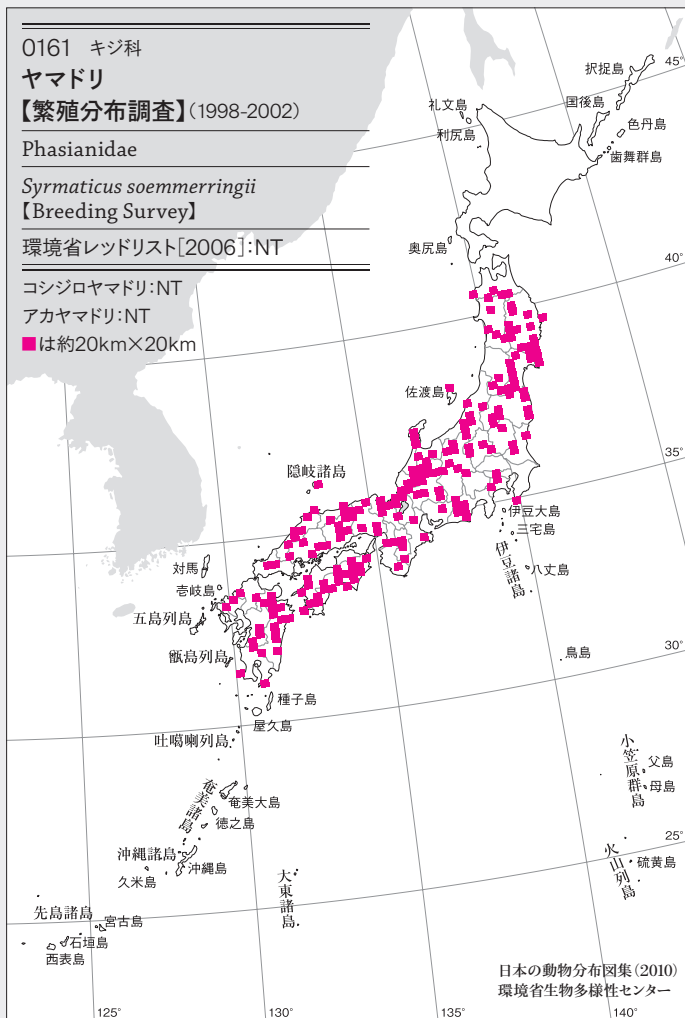 0161 キジ科
ヤマドリ
【繁殖分布調査】(1998-2002)
Phasianidae
Syrmaticus soemmerringii
【Breeding Survey】
環境省レッドリスト[2006]:NT
コシジロヤマドリ:NT
アカヤマドリ:NT
■は約20km×20km
択捉島
45°
国後島
礼文島
色丹島
利尻島
歯舞群島
奥尻島
40°
佐渡島
35°
隠岐諸島
伊豆大島
三宅島
伊豆諸島
八丈島
対馬
壱岐島
五島列島
甑島列島
鳥島
30°
種子島
屋久島
吐噶喇列島
小笠原群島
父島
母島
奄美諸島
奄美大島
徳之島
25°
沖縄諸島
沖縄島
久米島
大東諸島
火山列島
硫黄島
先島諸島
宮古島
石垣島
西表島
日本の動物分布図集(2010)
環境省生物多様性センター
125°
130°
135°
140°